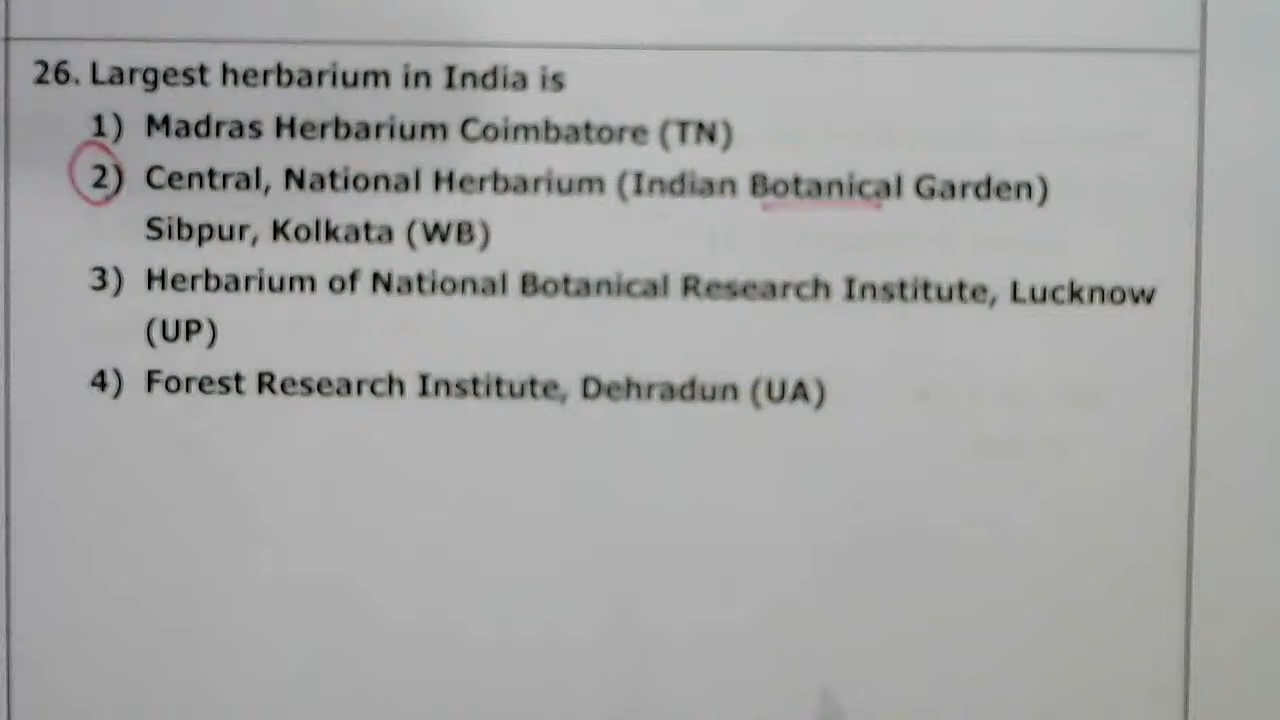 26. Largest herbarium in India is
1) Madras Herbarium Coimbatore (TN)
2) Central, National Herbarium (Indian Botanical Garden)
Sibpur, Kolkata (WB)
3) Herbarium of National Botanical Research Institute, Lucknow
(UP)
4) Forest Research Institute, Dehradun (UA)